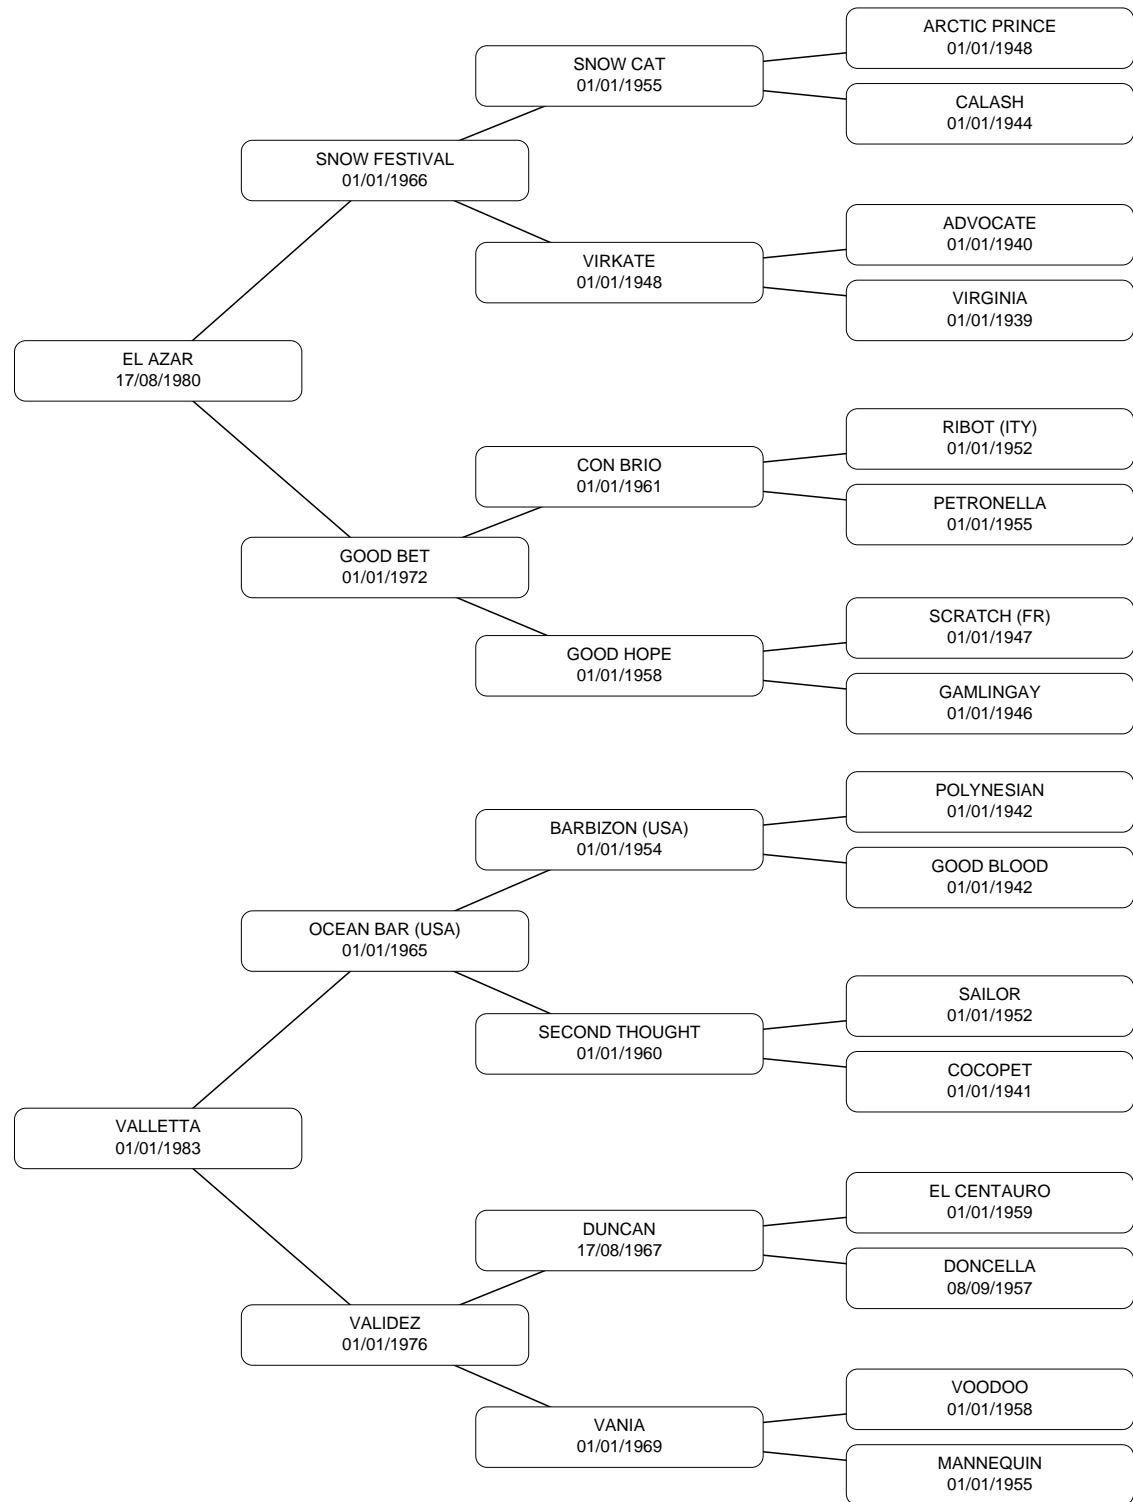 ARCTIC PRINCE
01/01/1948
SNOW CAT
01/01/1955
CALASH
01/01/1944
SNOW FESTIVAL
01/01/1966
ADVOCATE
01/01/1940
VIRKATE
01/01/1948
VIRGINIA
01/01/1939
EL AZAR
17/08/1980
RIBOT (ITY)
01/01/1952
CON BRIO
01/01/1961
PETRONELLA
01/01/1955
GOOD BET
01/01/1972
SCRATCH (FR)
01/01/1947
GOOD HOPE
01/01/1958
GAMLINGAY
01/01/1946
POLYNESIAN
01/01/1942
BARBIZON (USA)
01/01/1954
GOOD BLOOD
01/01/1942
OCEAN BAR (USA)
01/01/1965
SAILOR
01/01/1952
SECOND THOUGHT
01/01/1960
COCOPET
01/01/1941
VALLETTA
01/01/1983
EL CENTAURO
01/01/1959
DUNCAN
17/08/1967
DONCELLA
08/09/1957
VALIDEZ
01/01/1976
VOODOO
01/01/1958
VANIA
01/01/1969
MANNEQUIN
01/01/1955